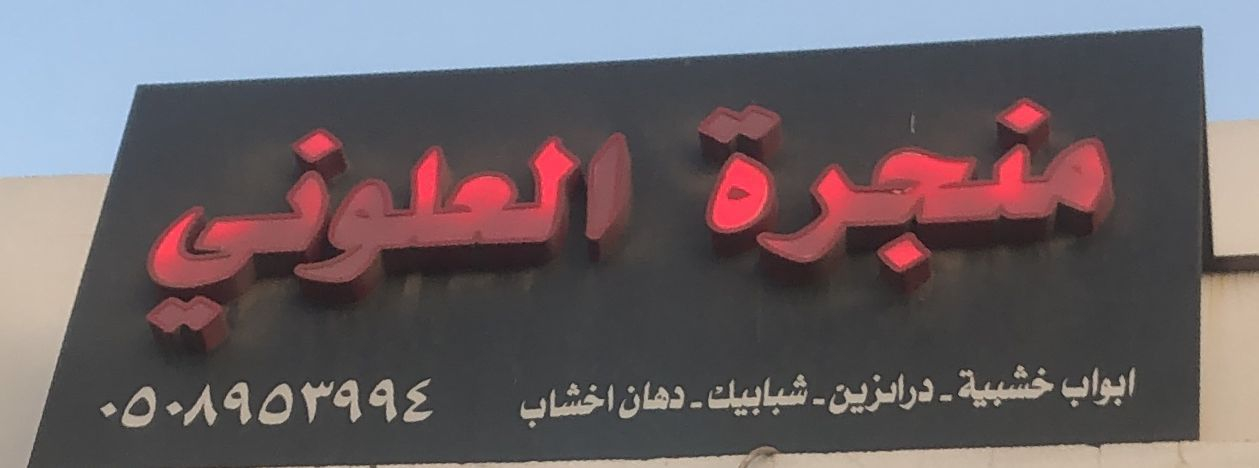 منجرة العلوني
ابواب خشبية ـ درابزين ـ شبابيك ـ دهان اخشاب
٠٥٠٨٩٥٣٩٩٤